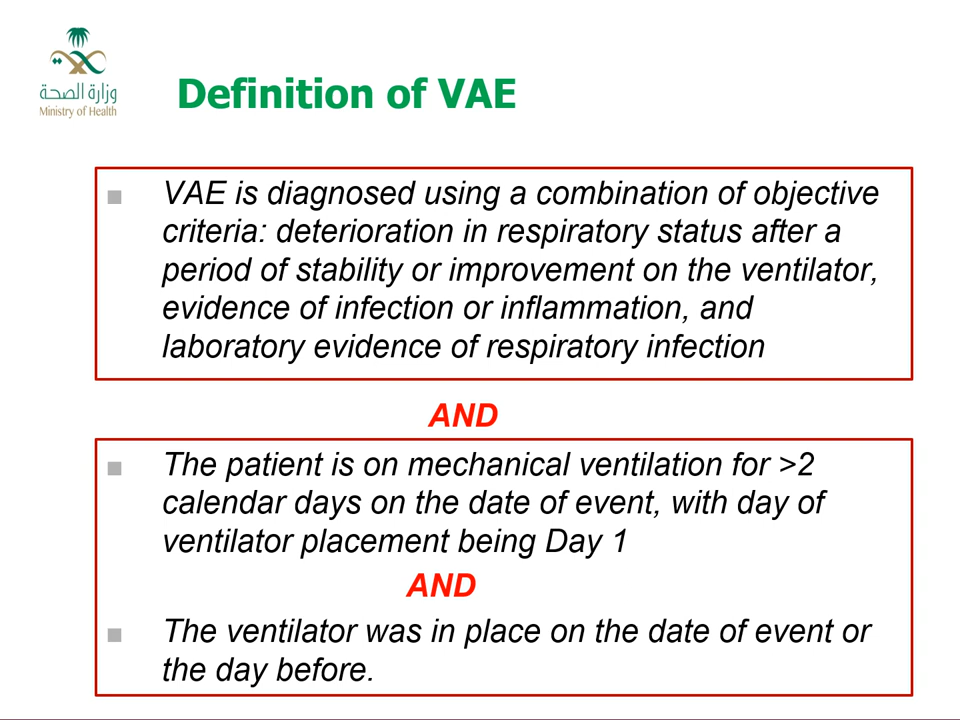 وزارة الصحة
Ministry of Health
Definition of VAE
VAE is diagnosed using a combination of objective
criteria: deterioration in respiratory status after a
period of stability or improvement on the ventilator,
evidence of infection or inflammation, and
laboratory evidence of respiratory infection
AND
The patient is on mechanical ventilation for >2
calendar days on the date of event, with day of
ventilator placement being Day 1
AND
The ventilator was in place on the date of event or
the day before.